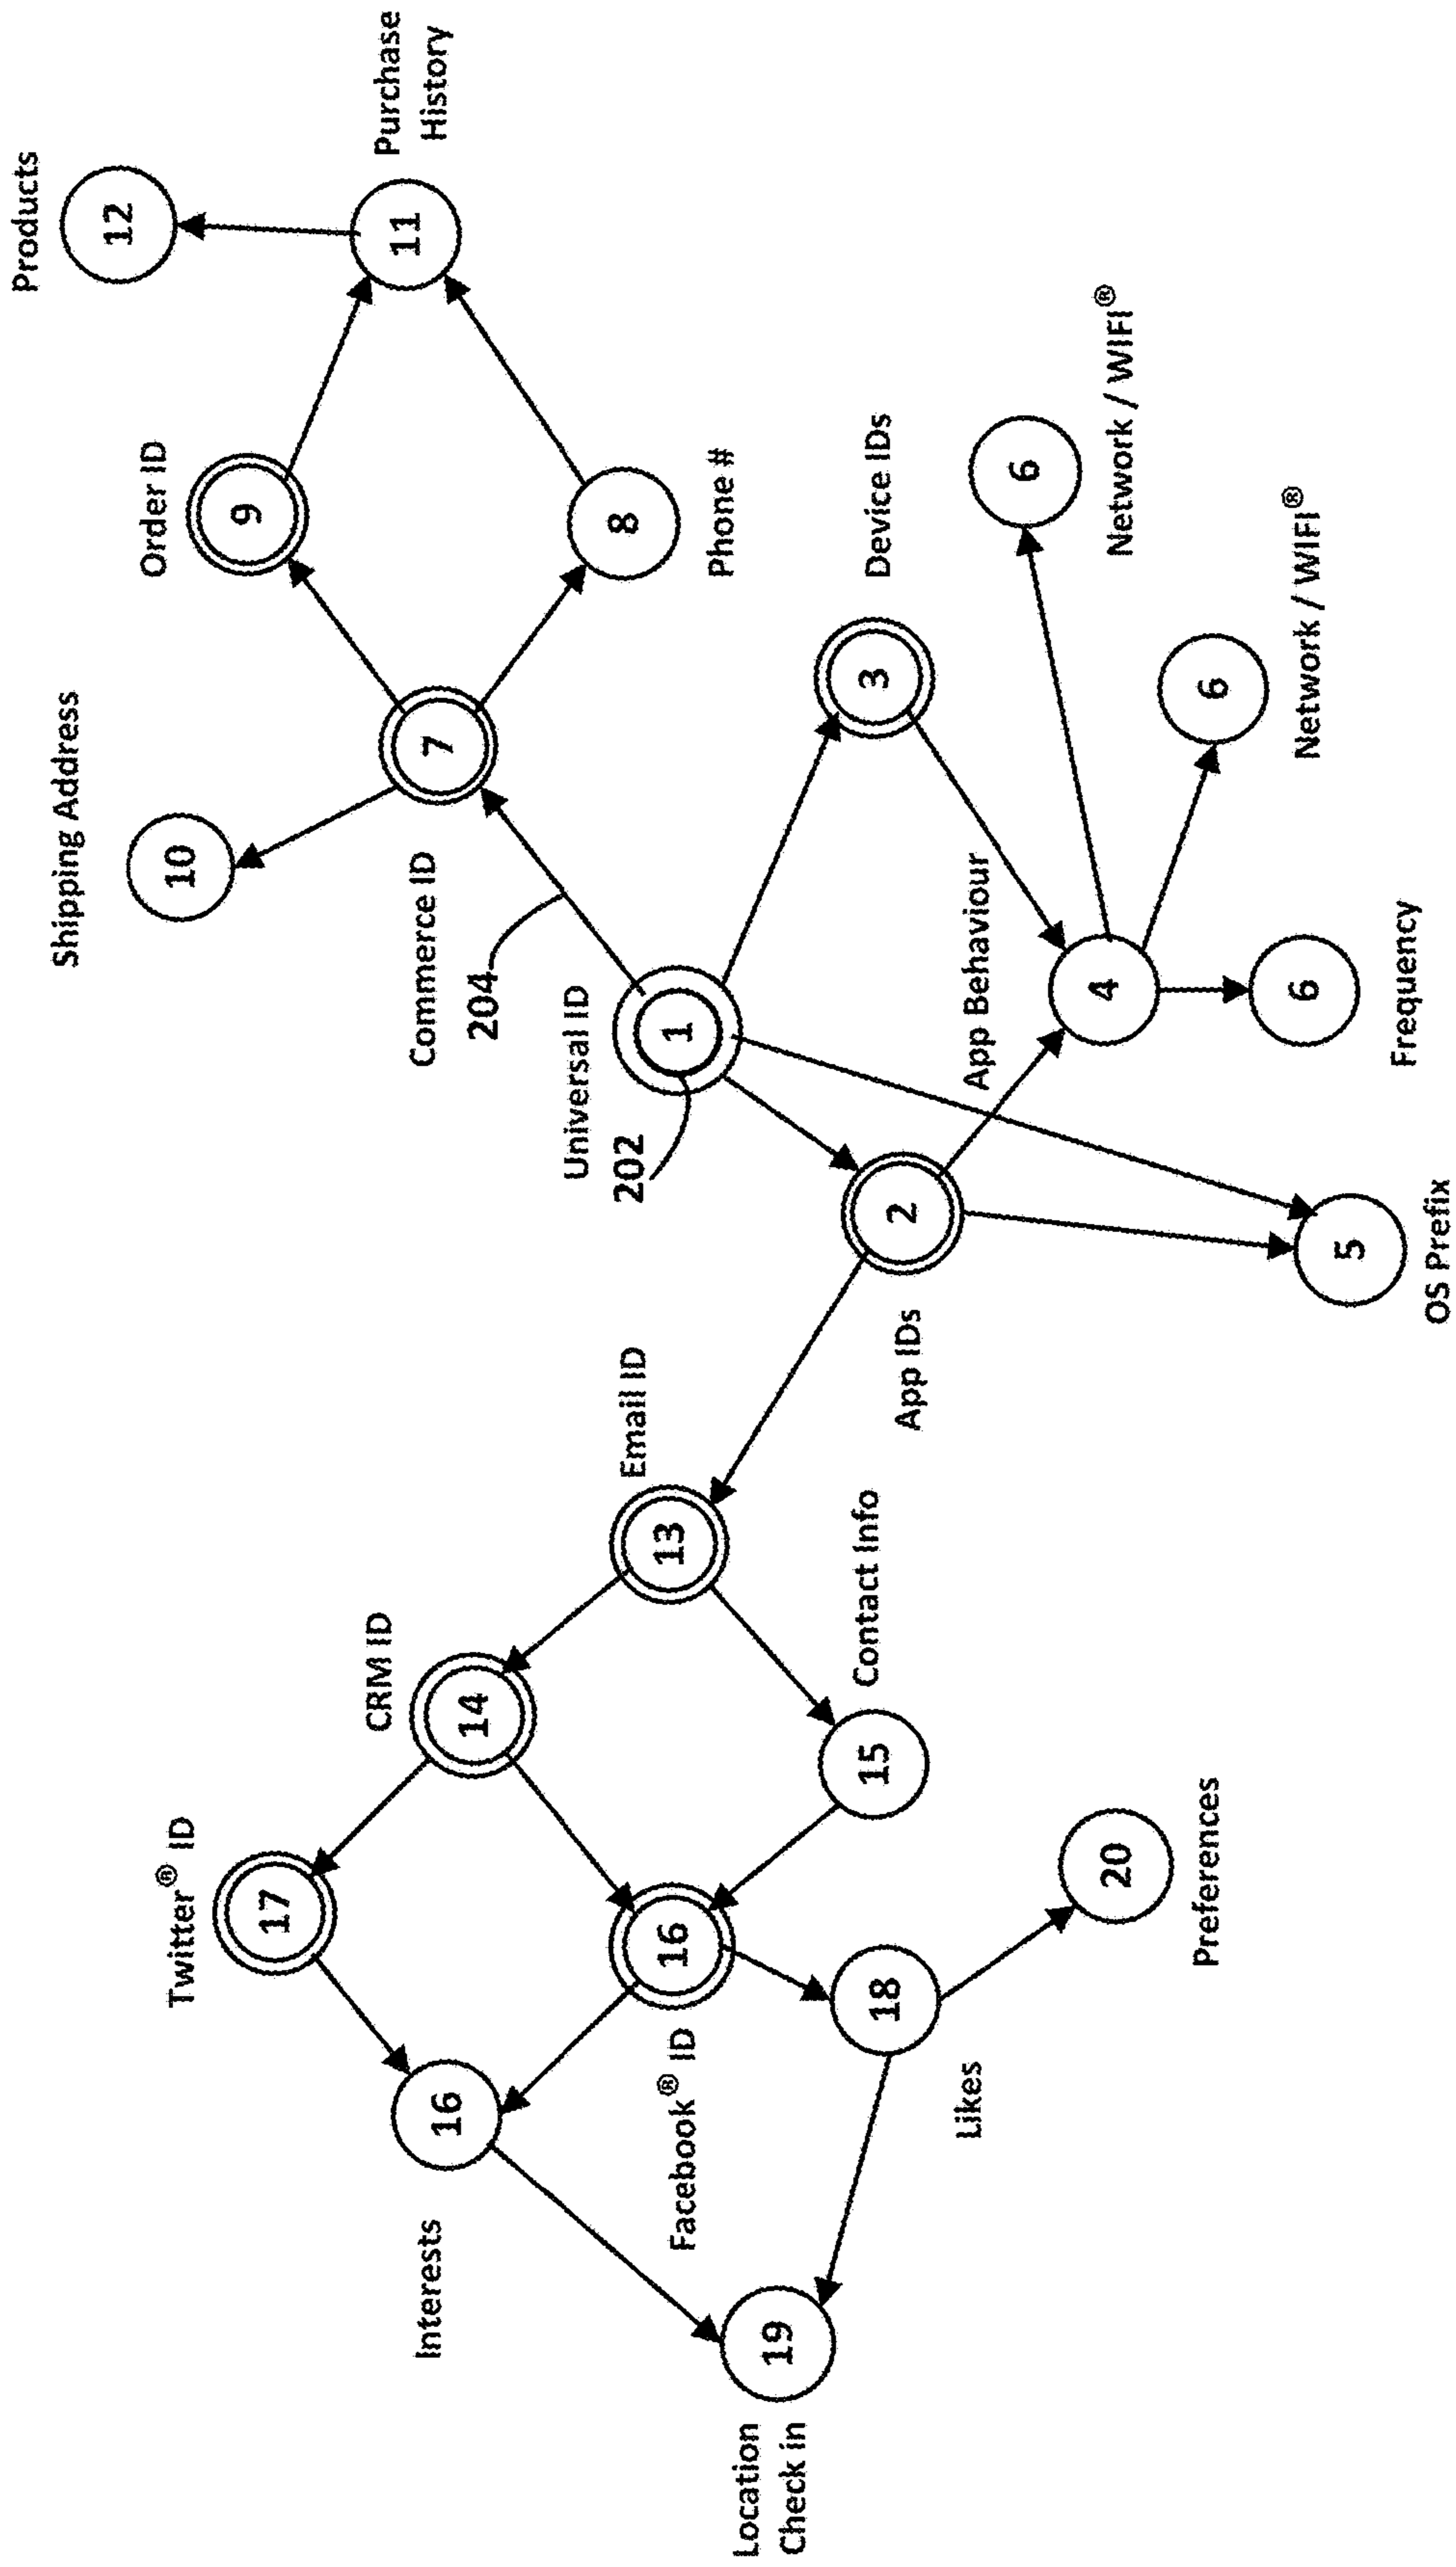 Products
12
Purchase
History
11
Order ID
9
8
Phone #
Shipping Address
10
7
Commerce ID
204
Universal ID
1
202
Device IDs
3
App Behaviour
4
6
Network / WIFI®
6
Network / WIFI®
6
Frequency
2
App IDs
5
OS Prefix
Email ID
13
CRM ID
14
Contact Info
15
Twitter® ID
17
16
Facebook® ID
16
Interests
18
Likes
20
Preferences
19
Location
Check in